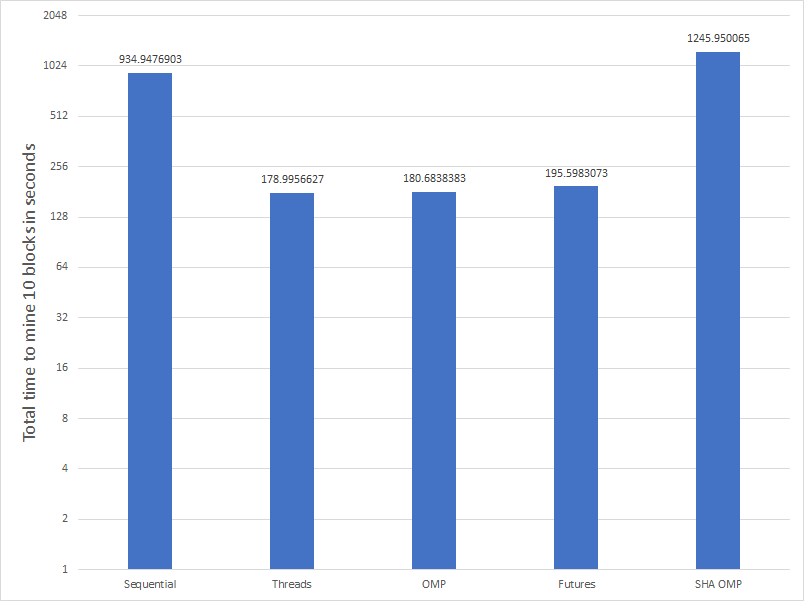 Total time to mine 10 blocks in seconds
2048
1024
512
256
128
64
32
16
8
4
2
1
934.9476903
178.9956627
180.6838383
195.5983073
1245.950065
Sequential
Threads
OMP
Futures
SHA OMP